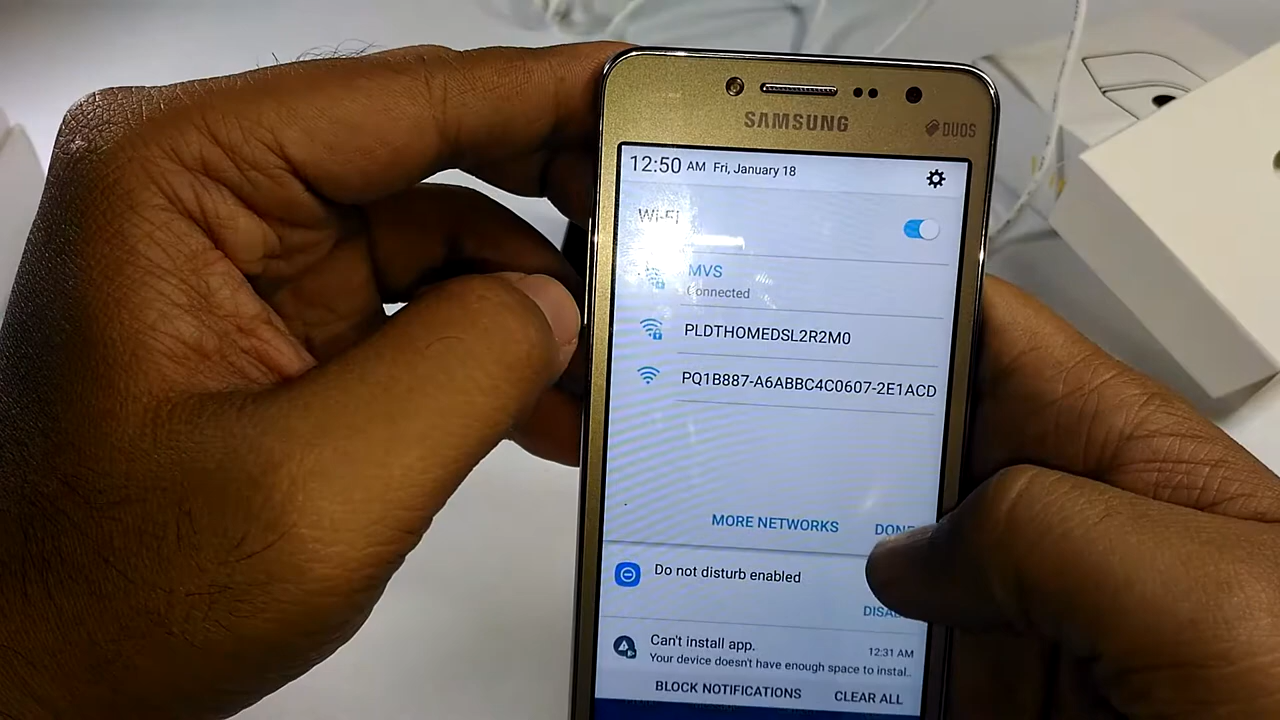 SAMSUNG
DUOS
12:50 AM Fri, January 18
Wi-Fi
MVS
Connected
PLDTHOMEDSL2R2M0
PQ1B887-A6ABBC4C0607-2E1ACD
MORE NETWORKS DONE
Do not disturb enabled
DISA
Can't install app. 12:31 AM
Your device doesn't have enough space to instal..
BLOCK NOTIFICATIONS CLEAR ALL